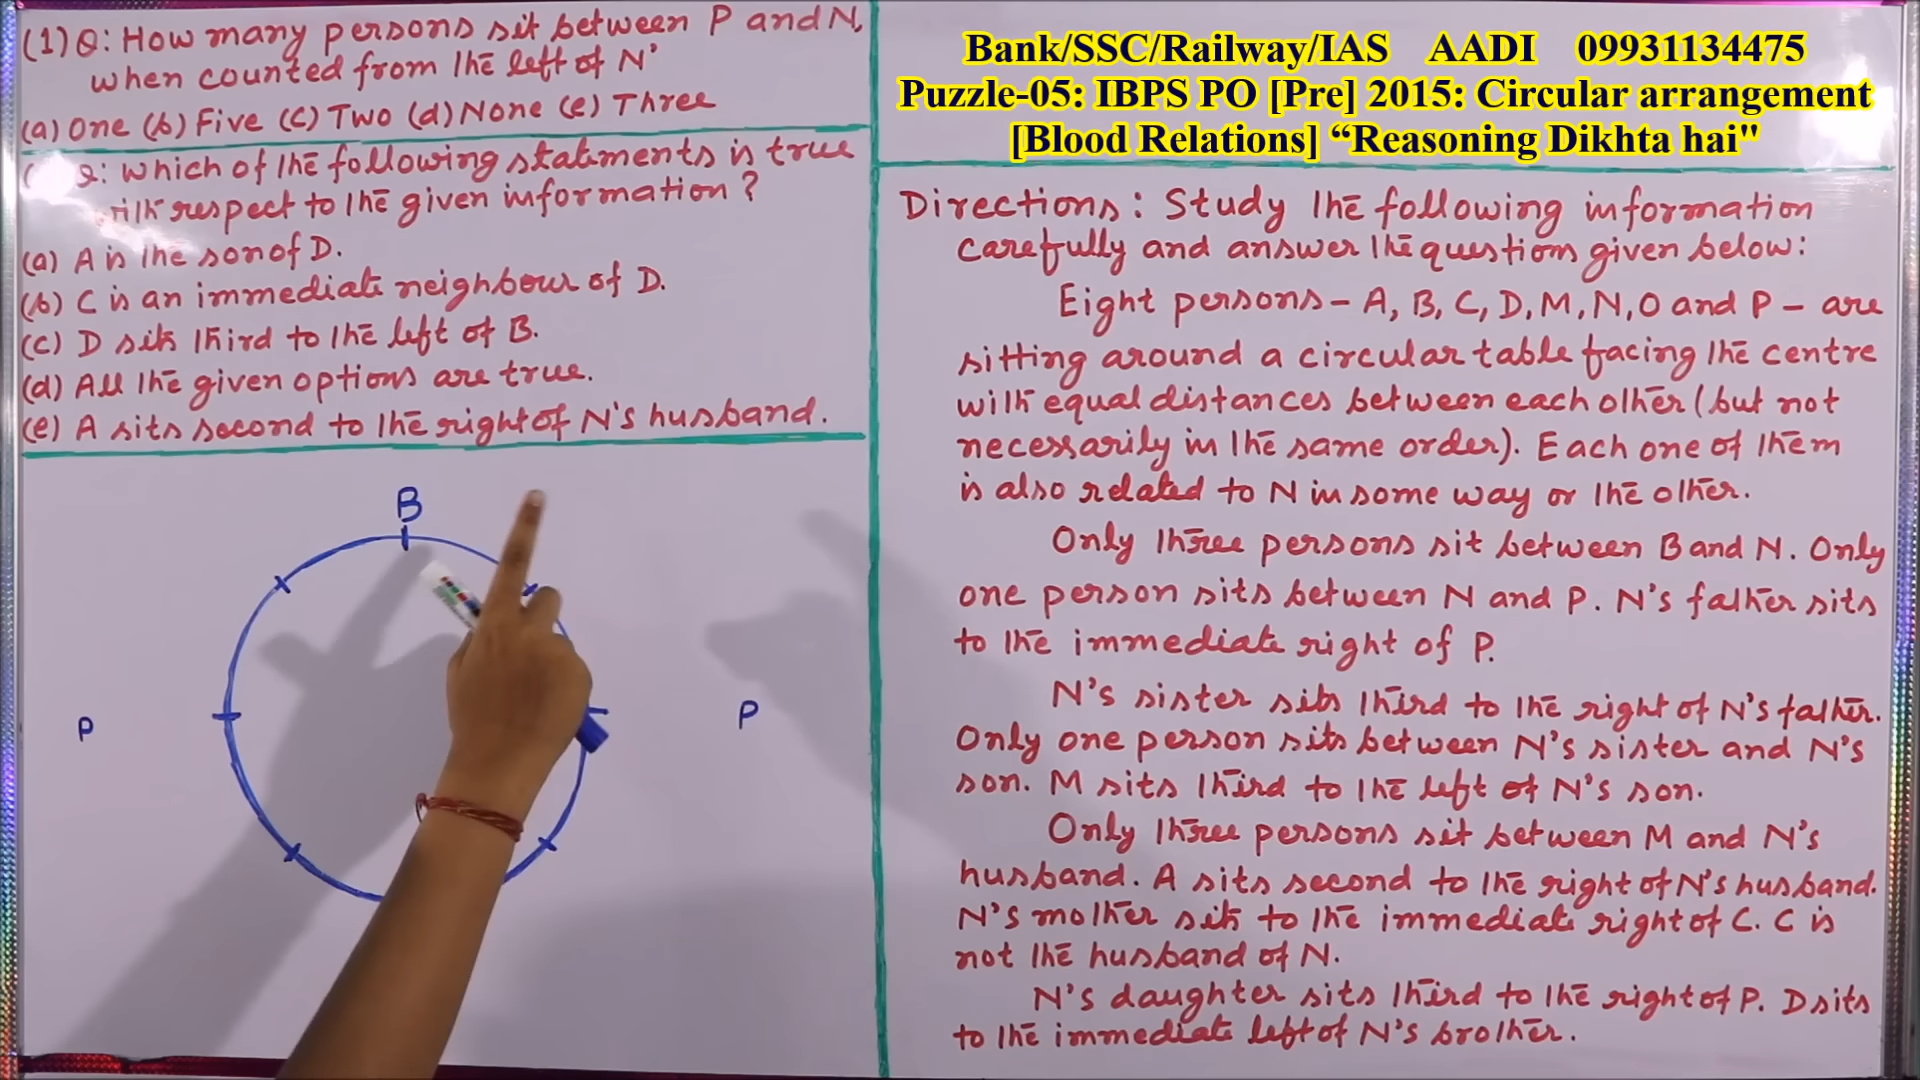 (1) Q: How many persons sit between P and N,
when counted from the left of N?
(a) One (b) Five (c) Two (d) None (e) Three
( Q: Which of the following statements is true
with respect to the given information?
(a) A is the son of D.
(b) C is an immediate neighbour of D.
(c) D sits third to the left of B.
(d) All the given options are true.
(e) A sits second to the right of N's husband.
B
P
P
Bank/SSC/Railway/IAS AADI 09931134475
Puzzle-05: IBPS PO [Pre] 2015: Circular arrangement
[Blood Relations] “Reasoning Dikhta hai"
Directions: Study the following information
carefully and answer the questions given below:
Eight persons - A, B, C, D, M, N, O and P - are
sitting around a circular table facing the centre
with equal distances between each other (but not
necessarily in the same order). Each one of them
is also related to N in some way or the other.
Only three persons sit between B and N. Only
one person sits between N and P. N's father sits
to the immediate right of P.
N's sister sits third to the right of N's father.
Only one person sits between N's sister and N's
son. M sits third to the left of N's son.
Only three persons sit between M and N's
husband. A sits second to the right of N's husband.
N's mother sits to the immediate right of C. C is
not the husband of N.
N's daughter sits third to the right of P. D sits
to the immediate left of N's brother.